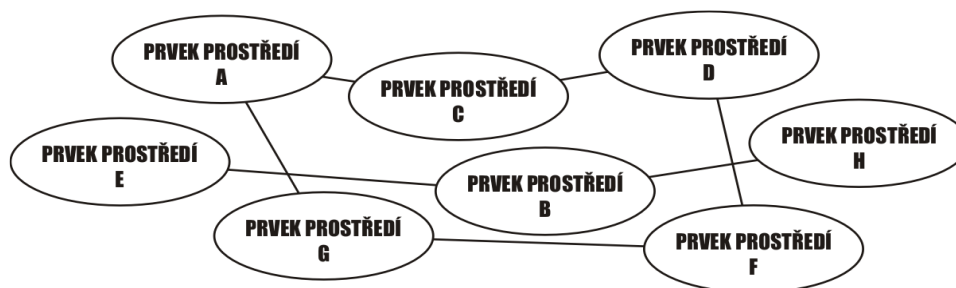 PRVEK PROSTŘEDÍ
A
PRVEK PROSTŘEDÍ
C
PRVEK PROSTŘEDÍ
D
PRVEK PROSTŘEDÍ
E
PRVEK PROSTŘEDÍ
B
PRVEK PROSTŘEDÍ
H
PRVEK PROSTŘEDÍ
G
PRVEK PROSTŘEDÍ
F